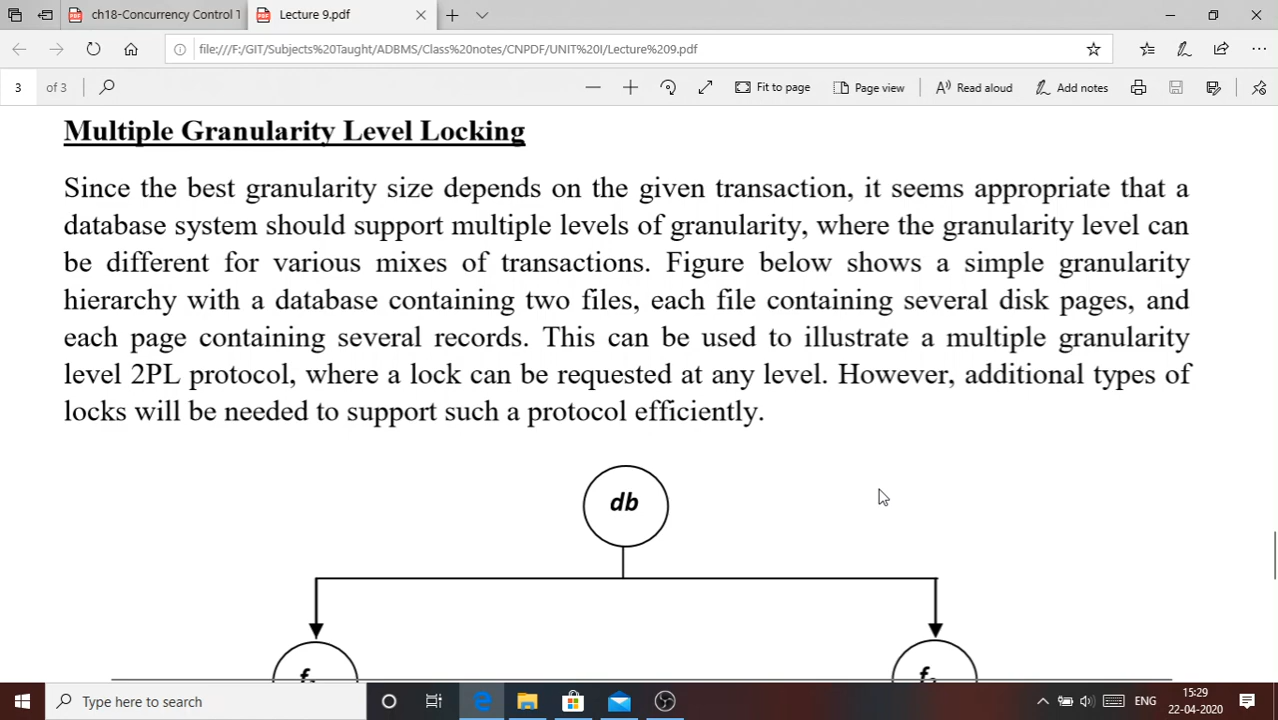 ch18-Concurrency Control T
Lecture 9.pdf
file:///F:/GIT/Subjects%20Taught/ADBMS/Class%20notes/CNPDF/UNIT%20I/Lecture%209.pdf
3 of 3
Fit to page
Page view
Read aloud
Add notes
Multiple Granularity Level Locking
Since the best granularity size depends on the given transaction, it seems appropriate that a
database system should support multiple levels of granularity, where the granularity level can
be different for various mixes of transactions. Figure below shows a simple granularity
hierarchy with a database containing two files, each file containing several disk pages, and
each page containing several records. This can be used to illustrate a multiple granularity
level 2PL protocol, where a lock can be requested at any level. However, additional types of
locks will be needed to support such a protocol efficiently.
db
Type here to search
ENG
15:29
22-04-2020